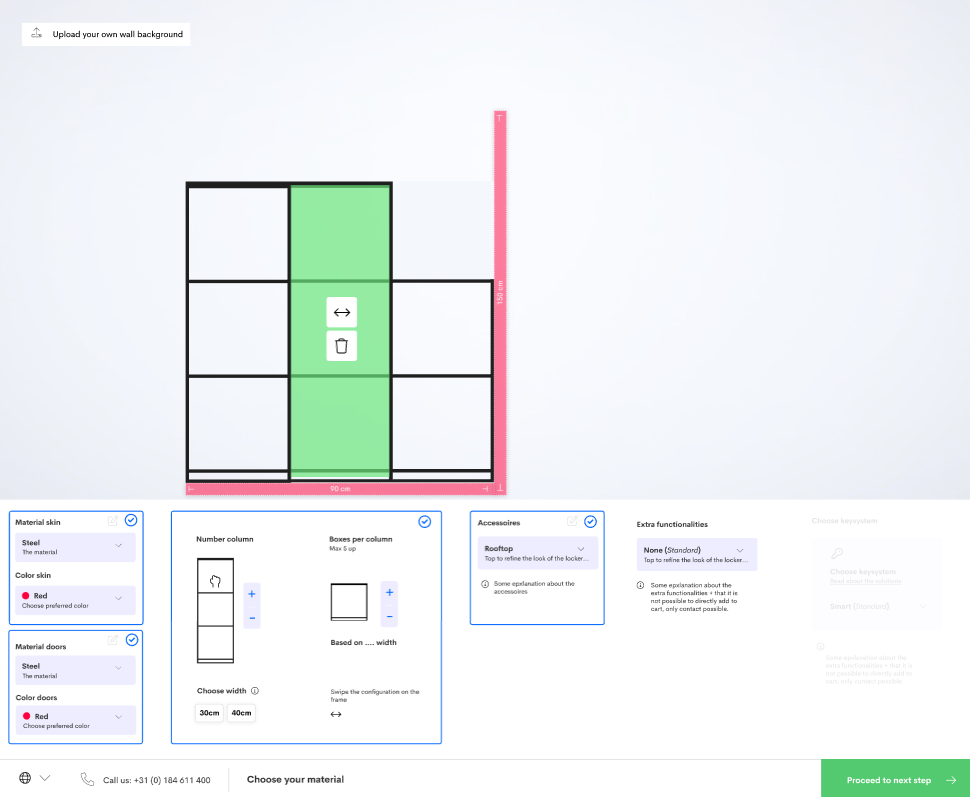 Upload your own wall background
150 cm
90 cm
Material skin
Steel
The material
Color skin
Red
Choose preferred color
Material doors
Steel
The material
Color doors
Red
Choose preferred color
Number column
Boxes per column
Max 5 up
+
-
+
-
Based on .... width
Choose width
30cm
40cm
Swipe the configuration on the
frame
Accessoires
Rooftop
Tap to refine the look of the locker...
Some epxlanation about the
accessoires
Extra functionalities
None (Standard)
Tap to refine the look of the locker...
Some epxlanation about the
extra functionalities + that it is
not possible to directly add to
cart, only contact possible.
Choose keysystem
Choose keysystem
Read about the solutions
Smart (Standard)
Some epxlanation about the
extra functionalities + that it is
not possible to directly add to
cart, only contact possible.
Call us: +31 (0) 184 611 400
Choose your material
Proceed to next step